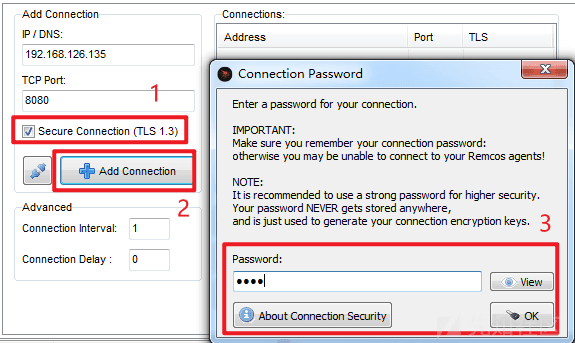 Add Connection
IP / DNS:
192.168.126.135
TCP Port:
8080
1
Secure Connection (TLS 1.3)
Add Connection
2
Advanced
Connection Interval:
1
Connection Delay :
0
Connections:
Address
Port
TLS
Connection Password
Enter a password for your connection.
IMPORTANT:
Make sure you remember your connection password:
otherwise you may be unable to connect to your Remcos agents!
NOTE:
It is recommended to use a strong password for higher security.
Your password NEVER gets stored anywhere,
and is just used to generate your connection encryption keys.
3
Password:
••••
View
About Connection Security
OK